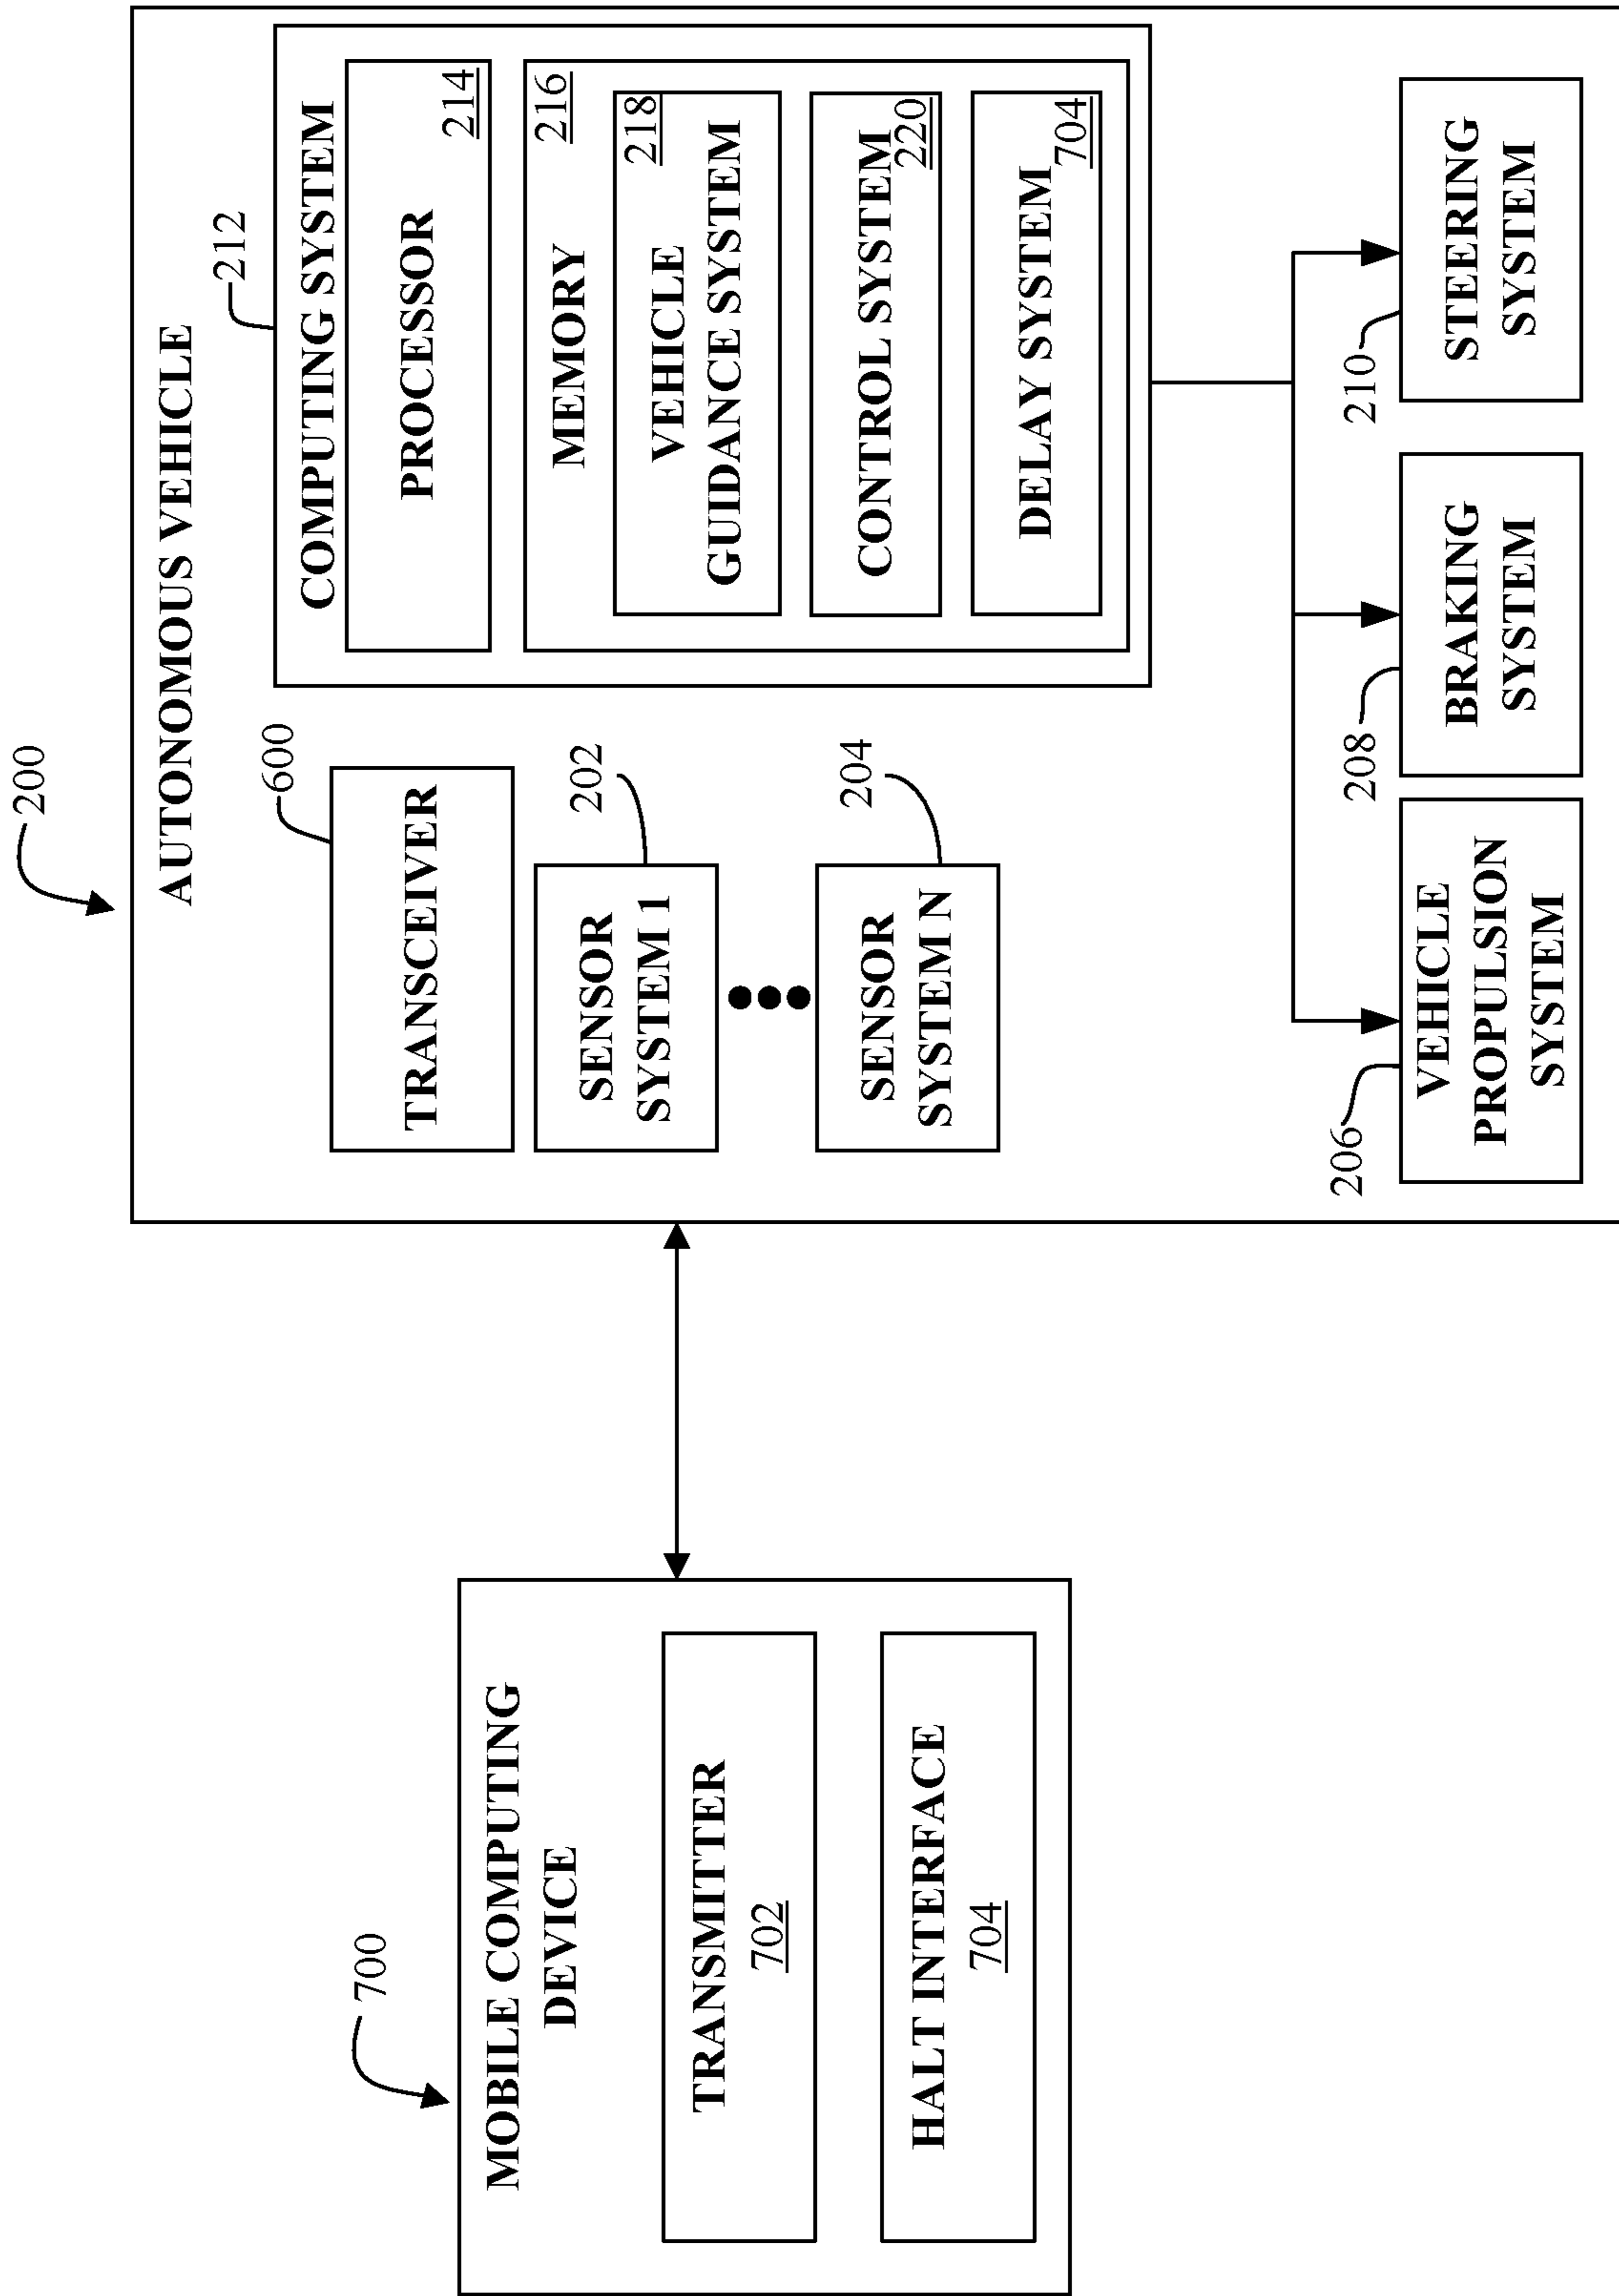 200
AUTONOMOUS VEHICLE
212
COMPUTING SYSTEM
PROCESSOR
214
MEMORY
216
VEHICLE
218
GUIDANCE SYSTEM
CONTROL SYSTEM
220
DELAY SYSTEM
704
600
TRANSCEIVER
202
SENSOR
SYSTEM 1
204
SENSOR
SYSTEM N
206
VEHICLE
PROPULSION
SYSTEM
208
BRAKING
SYSTEM
210
STEERING
SYSTEM
700
MOBILE COMPUTING
DEVICE
TRANSMITTER
702
HALT INTERFACE
704